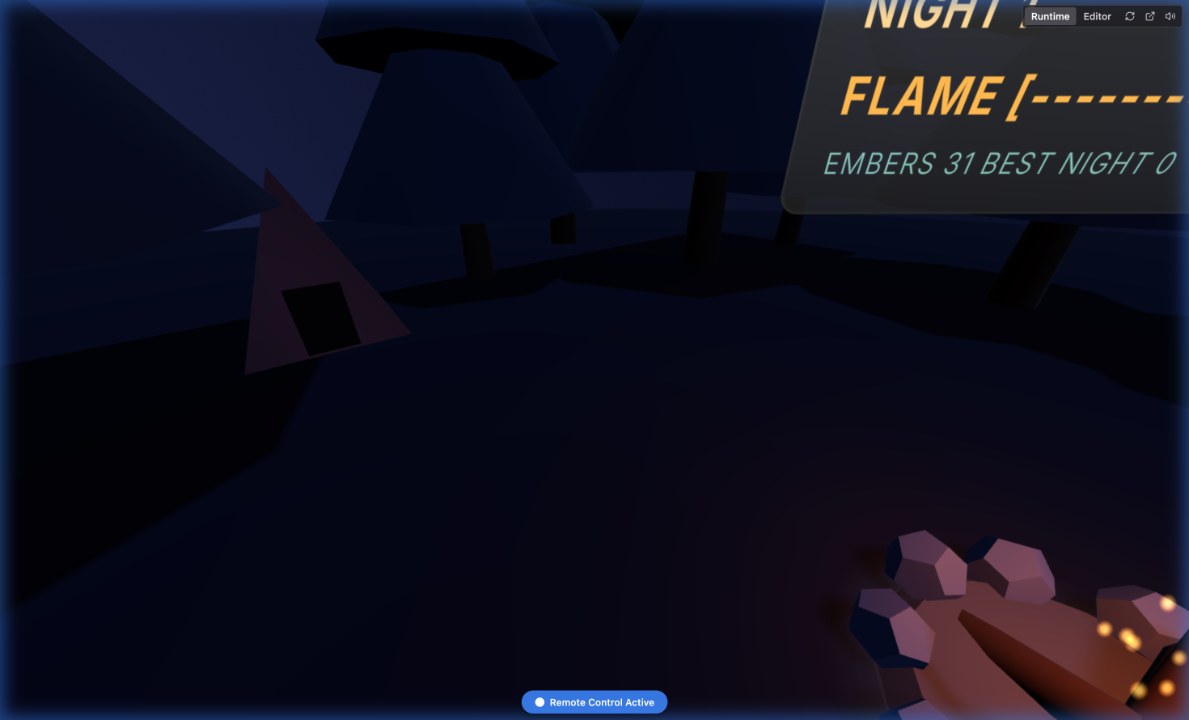 Runtime Editor
NIGHT
FLAME [-------
EMBERS 31 BEST NIGHT 0
Remote Control Active